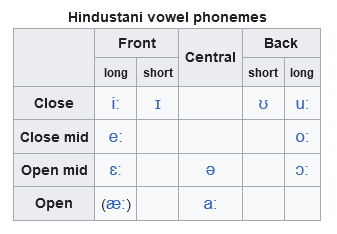 Hindustani vowel phonemes
Front Central Back
long short short long
Close iː ɪ ʊ uː
Close mid eː oː
Open mid ɛː ə ɔː
Open (æː) aː